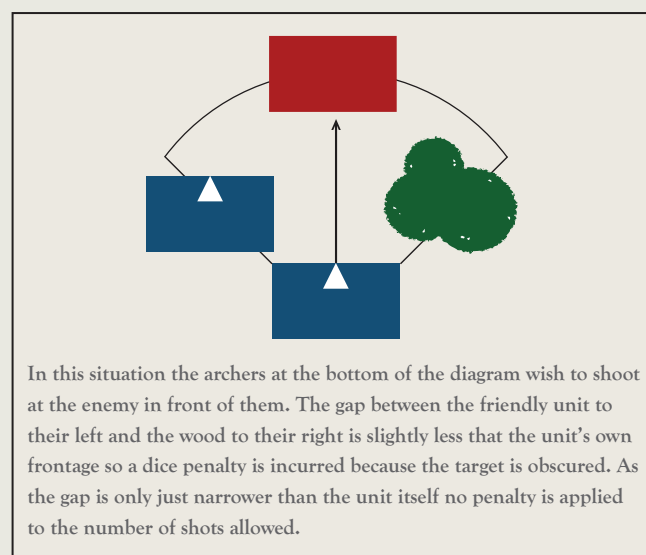 In this situation the archers at the bottom of the diagram wish to shoot
at the enemy in front of them. The gap between the friendly unit to
their left and the wood to their right is slightly less that the unit’s own
frontage so a dice penalty is incurred because the target is obscured. As
the gap is only just narrower than the unit itself no penalty is applied
to the number of shots allowed.